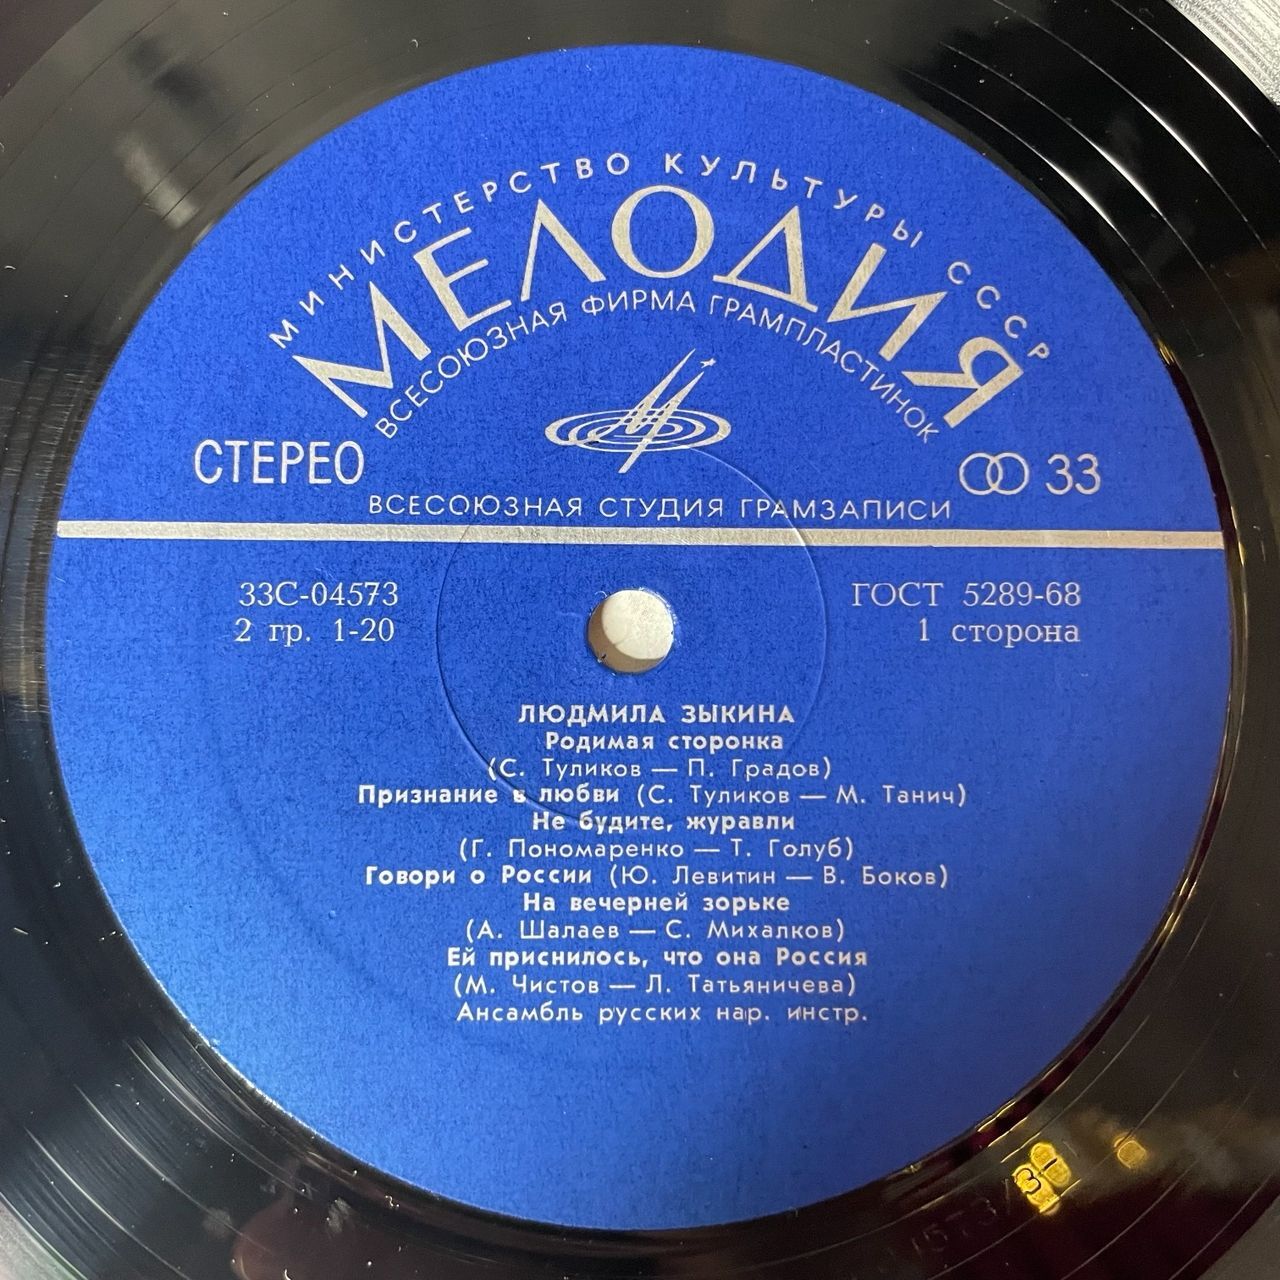 МИНИСТЕРСТВО КУЛЬТУРЫ СССР
МЕЛОДИЯ
ВСЕСОЮЗНАЯ ФИРМА ГРАМПЛАСТИНОК
СТЕРЕО
33
ВСЕСОЮЗНАЯ СТУДИЯ ГРАМЗАПИСИ
33С-04573
2 гр. 1-20
ГОСТ 5289-68
1 сторона
ЛЮДМИЛА ЗЫКИНА
Родимая сторонка
(С. Туликов — П. Градов)
Признание в любви (С. Туликов — М. Танич)
Не будите, журавли
(Г. Пономаренко — Т. Голуб)
Говори о России (Ю. Левитин — В. Боков)
На вечерней зорьке
(А. Шалаев — С. Михалков)
Ей приснилось, что она Россия
(М. Чистов — Л. Татьяничева)
Ансамбль русских нар. инстр.